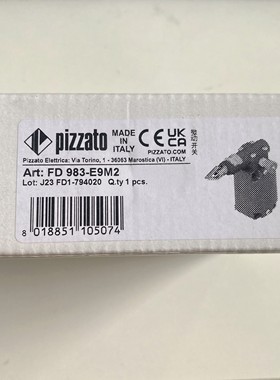 pizzato
MADE IN ITALY
CE UK CA
PIZZATO.COM
Pizzato Elettrica: Via Torino, 1 - 36063 Marostica (VI) - ITALY
Art: FD 983-E9M2
Lot: J23 FD1-794020 Q.ty 1 pcs.
8 018851 105074